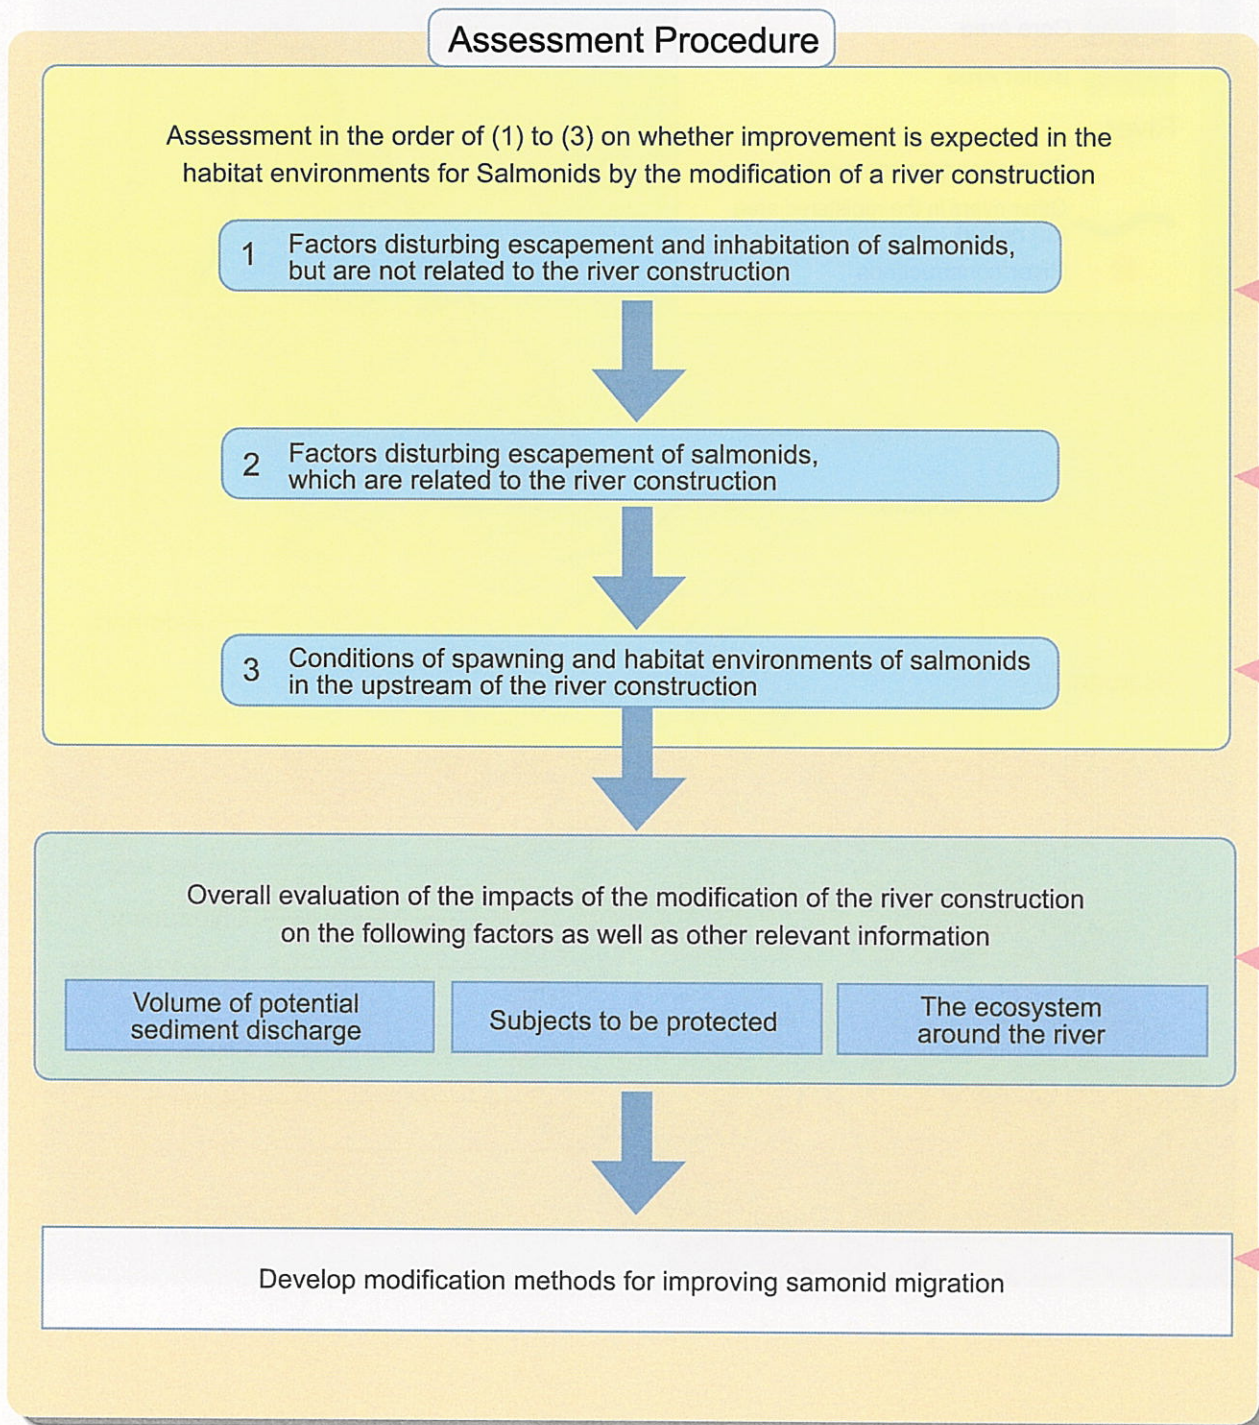 Assessment Procedure
Assessment in the order of (1) to (3) on whether improvement is expected in the
habitat environments for Salmonids by the modification of a river construction
1 Factors disturbing escapement and inhabitation of salmonids,
but are not related to the river construction
2 Factors disturbing escapement of salmonids,
which are related to the river construction
3 Conditions of spawning and habitat environments of salmonids
in the upstream of the river construction
Overall evaluation of the impacts of the modification of the river construction
on the following factors as well as other relevant information
Volume of potential
sediment discharge
Subjects to be protected
The ecosystem
around the river
Develop modification methods for improving samonid migration